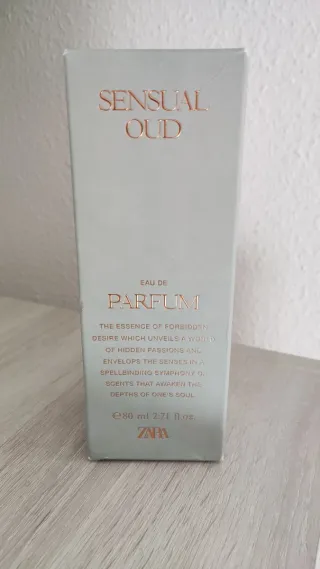 SENSUAL
OUD
EAU DE
PARFUM
THE ESSENCE OF FORBIDDEN
DESIRE WHICH UNVEILS A WORLD
OF HIDDEN PASSIONS AND
ENVELOPS THE SENSES IN A
SPELLBINDING SYMPHONY OF
SCENTS THAT AWAKEN THE
DEPTHS OF ONE'S SOUL
℮80 ml 2.71 fl oz.
ZARA